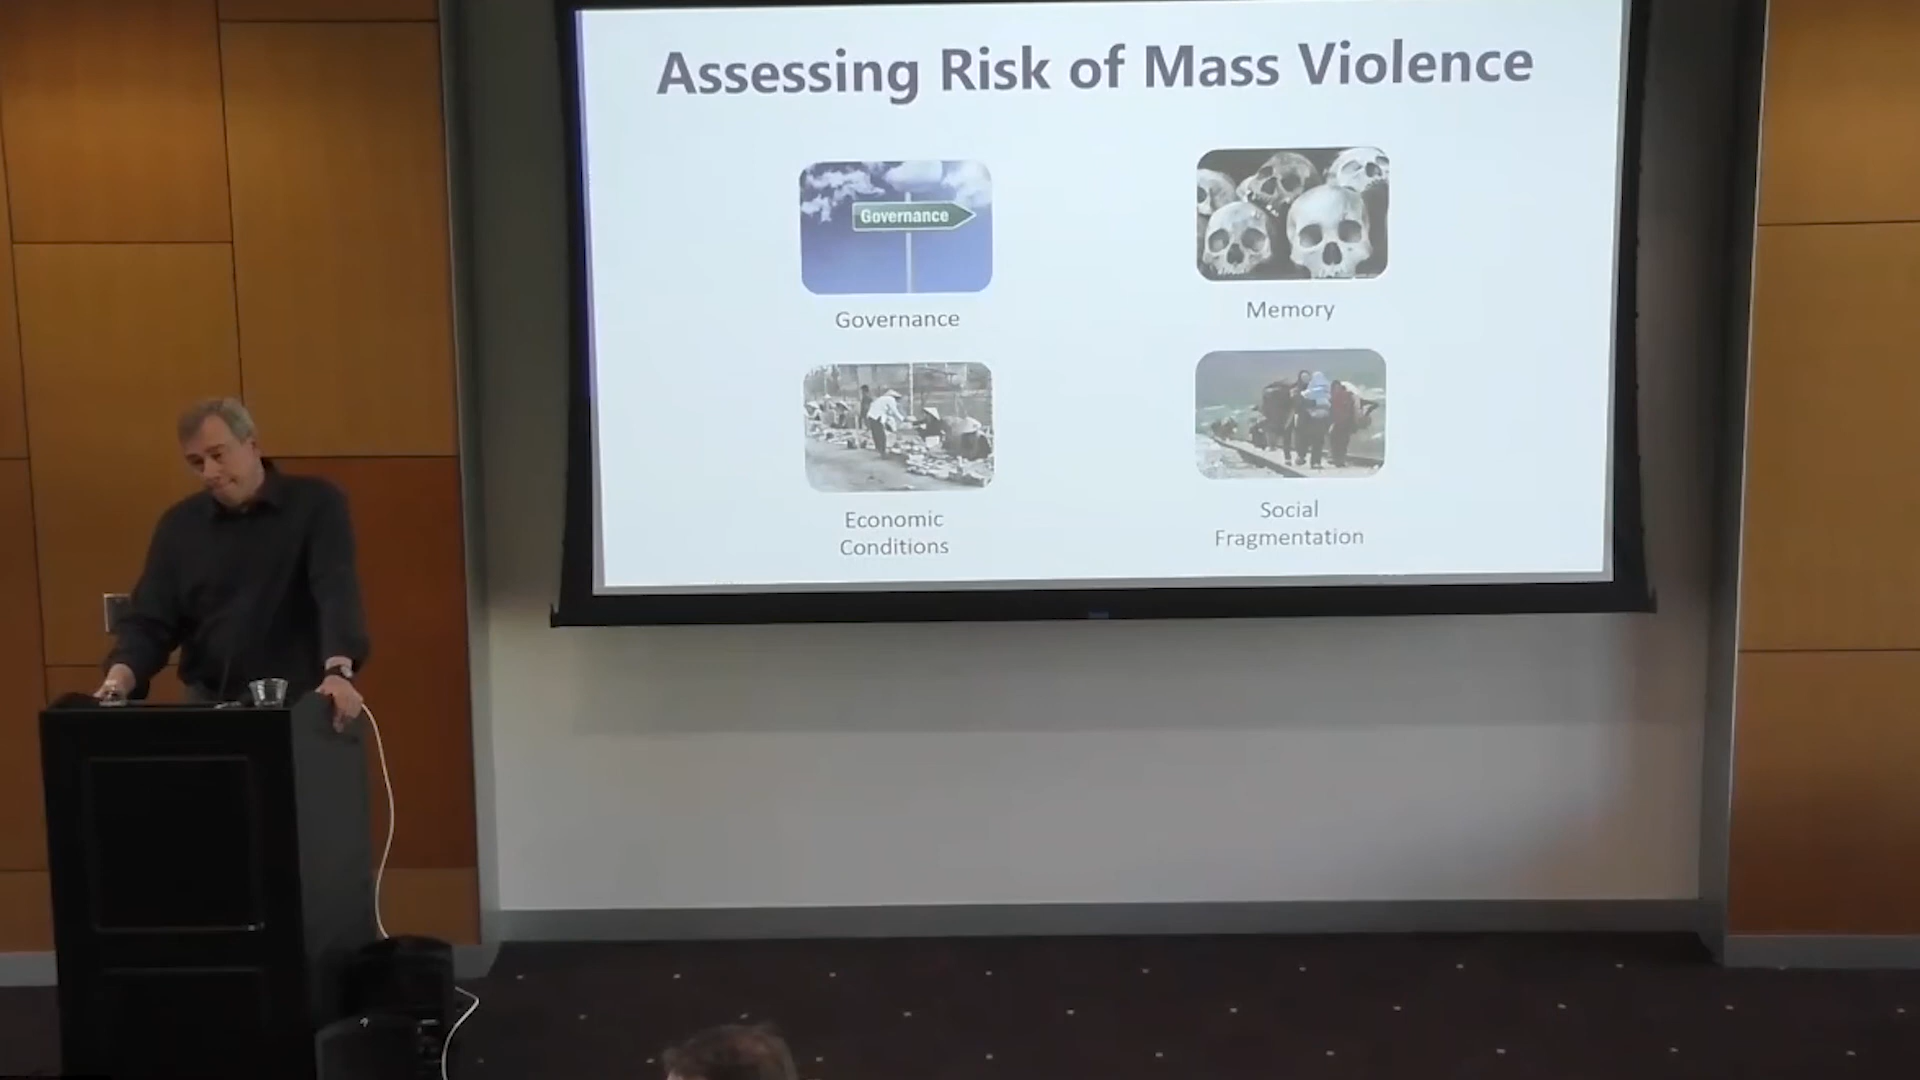 Assessing Risk of Mass Violence
Governance
Governance
Memory
Economic
Conditions
Social
Fragmentation